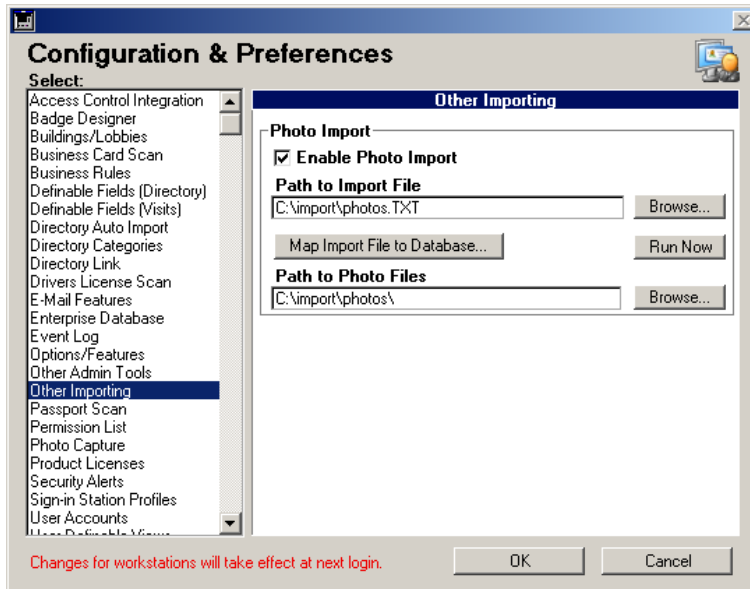 Configuration & Preferences
Select:
Access Control Integration
Badge Designer
Buildings/Lobbies
Business Card Scan
Business Rules
Definable Fields (Directory)
Definable Fields (Visits)
Directory Auto Import
Directory Categories
Directory Link
Drivers License Scan
E-Mail Features
Enterprise Database
Event Log
Options/Features
Other Admin Tools
Other Importing
Passport Scan
Permission List
Photo Capture
Product Licenses
Security Alerts
Sign-in Station Profiles
User Accounts
User Definable Views
Other Importing
Photo Import
Enable Photo Import
Path to Import File
C:\import\photos.TXT
Browse...
Map Import File to Database...
Run Now
Path to Photo Files
C:\import\photos\
Browse...
Changes for workstations will take effect at next login.
OK
Cancel